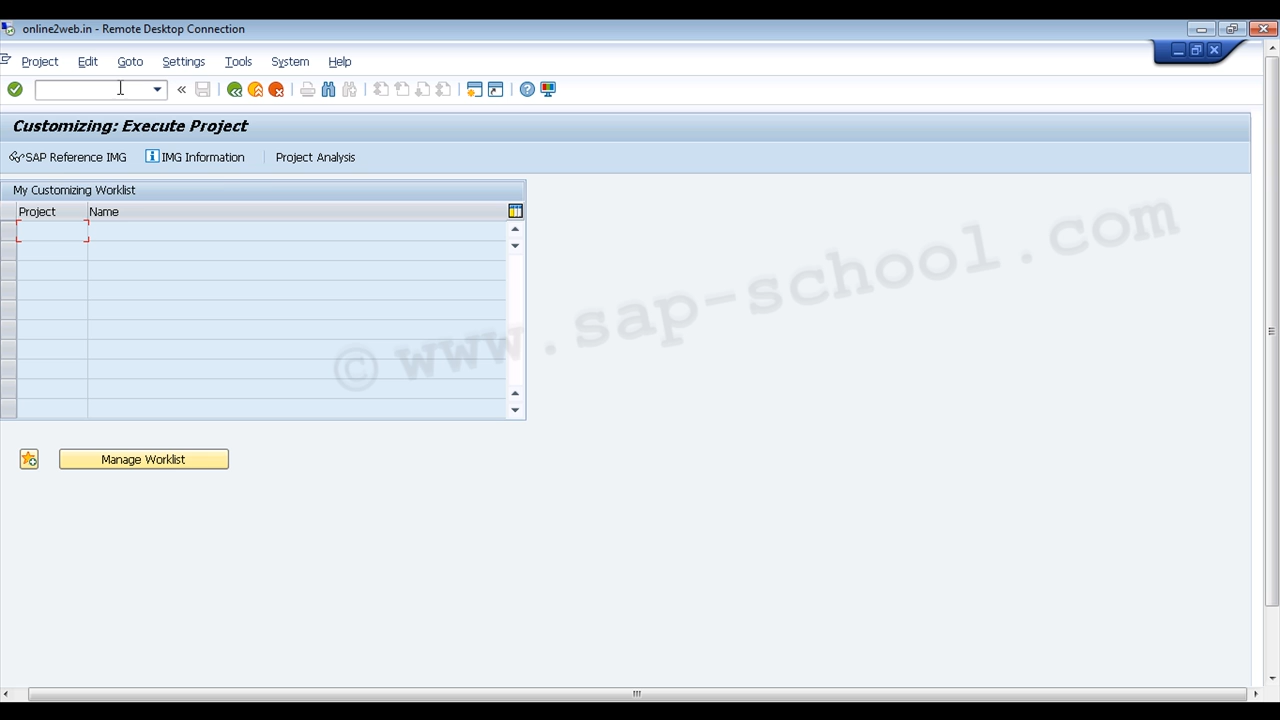 online2web.in - Remote Desktop Connection
Project Edit Goto Settings Tools System Help
Customizing: Execute Project
SAP Reference IMG IMG Information Project Analysis
My Customizing Worklist
Project Name
© www.sap-school.com
Manage Worklist